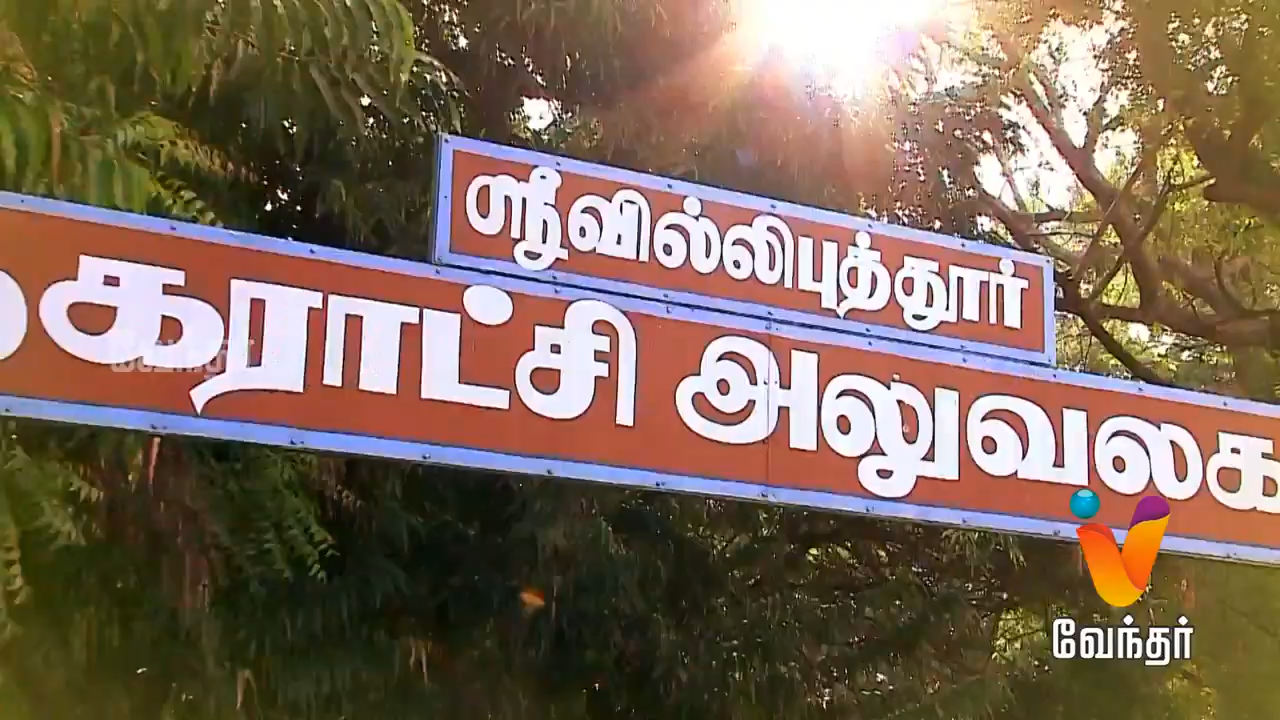 ஸ்ரீவில்லிபுத்தூர்
கராட்சி அலுவலக
வேந்தர்